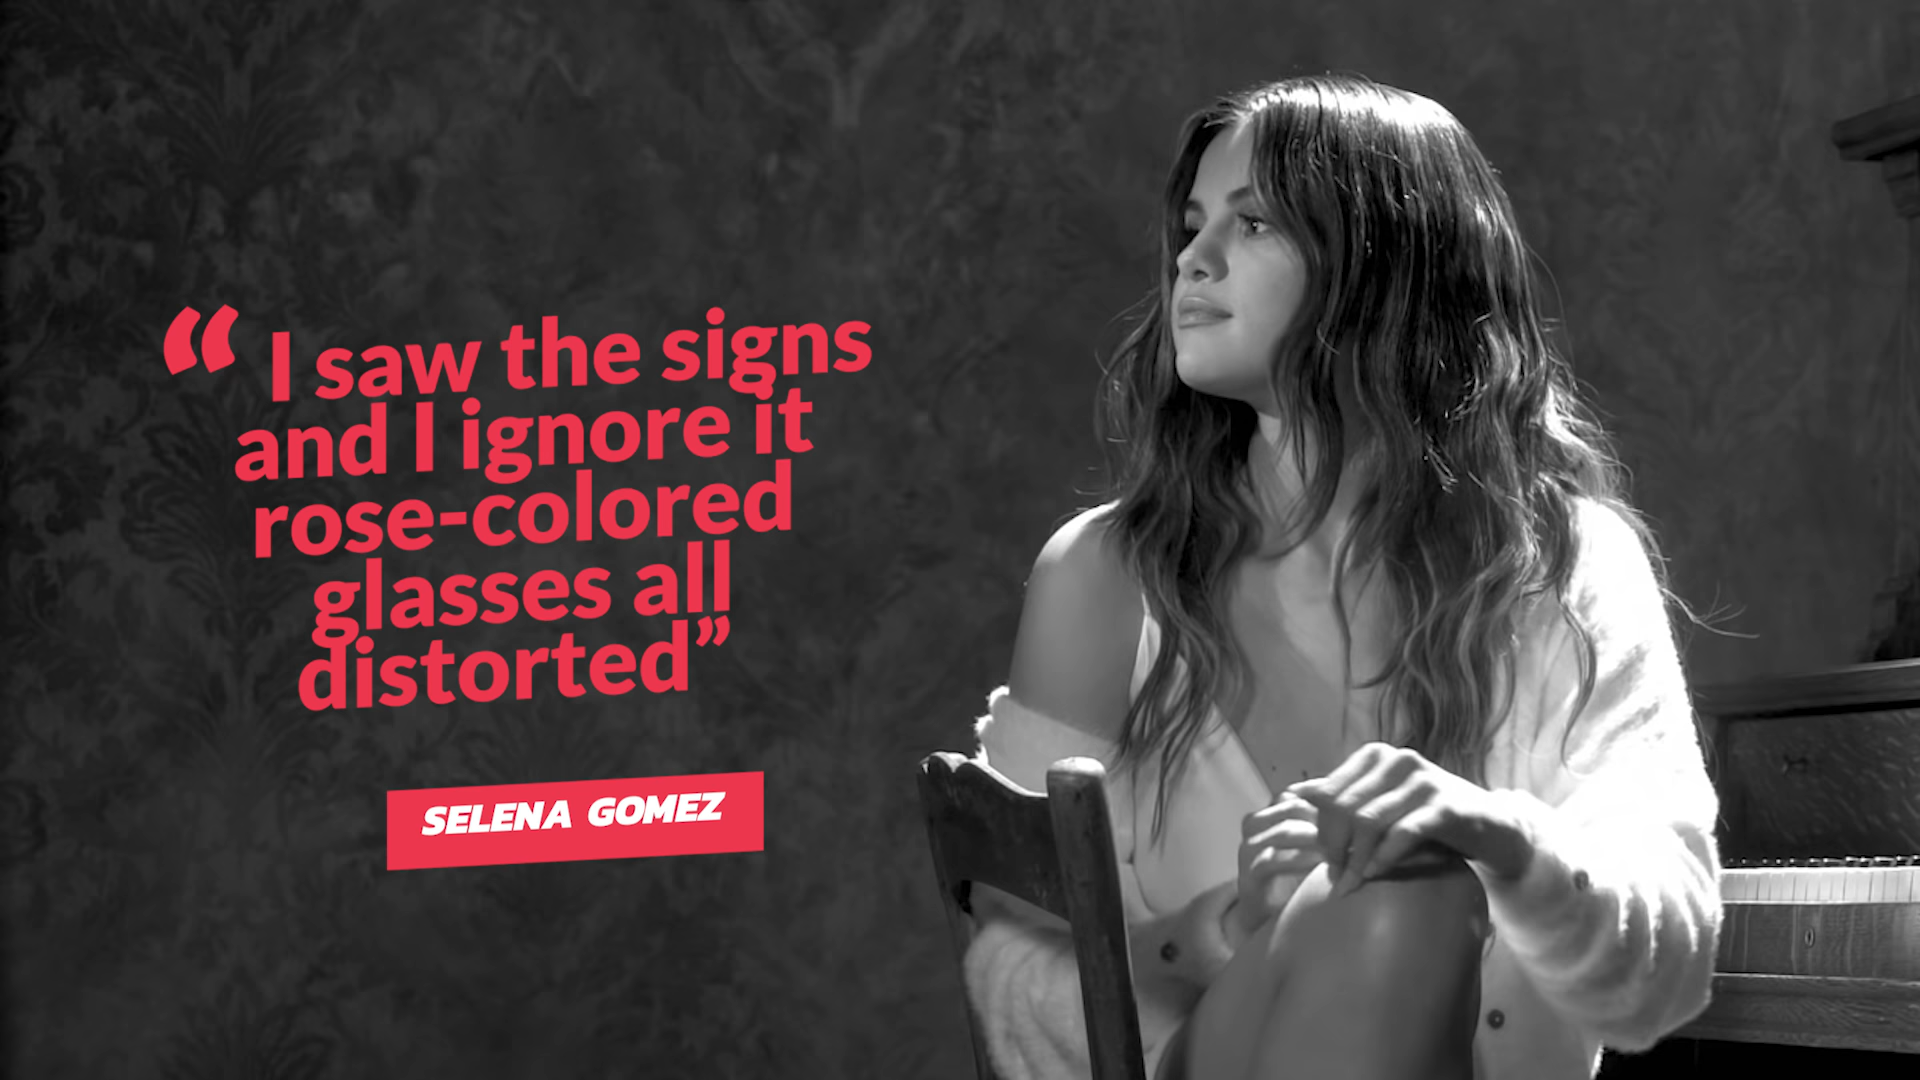 “ I saw the signs
and I ignore it
rose-colored
glasses all
distorted”
SELENA GOMEZ